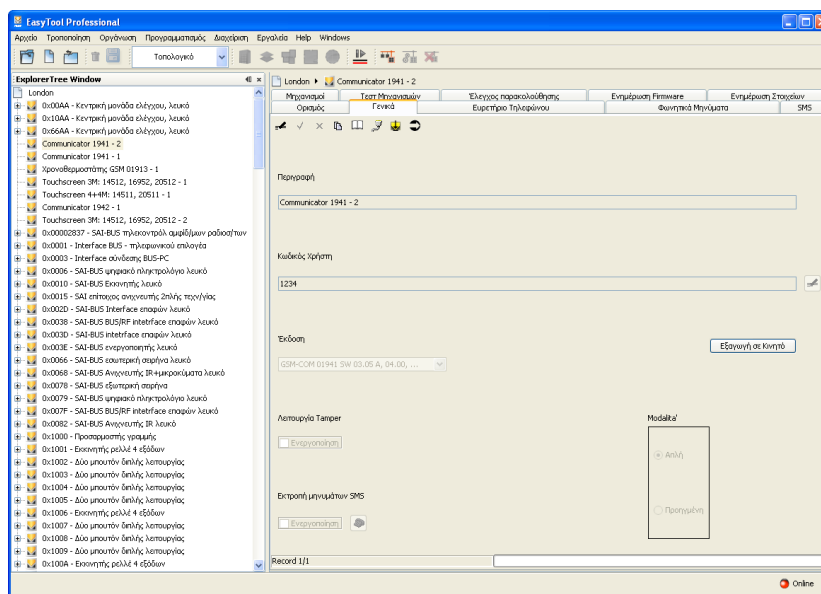 EasyTool Professional
Αρχείο Τροποποίηση Οργάνωση Προγραμματισμός Διαχείριση Εργαλεία Help Windows
Τοπολογικό
ExplorerTree Window
London
0x00AA - Κεντρική μονάδα ελέγχου, λευκό
0x10AA - Κεντρική μονάδα ελέγχου, λευκό
0x66AA - Κεντρική μονάδα ελέγχου, λευκό
Communicator 1941 - 2
Communicator 1941 - 1
Χρονοθερμοστάτης GSM 01913 - 1
Touchscreen 3M: 14512, 16952, 20512 - 1
Touchscreen 4+4M: 14511, 20511 - 1
Communicator 1942 - 1
Touchscreen 3M: 14512, 16952, 20512 - 2
0x00002837 - SAI-BUS τηλεκοντρόλ αμφίδ/μων ραδιοσ/των
0x0001 - Interface BUS - τηλεφωνικού επιλογέα
0x0003 - Interface σύνδεσης BUS-PC
0x0006 - SAI-BUS ψηφιακό πληκτρολόγιο λευκό
0x0010 - SAI-BUS Εκκινητής λευκό
0x0015 - SAI επίτοιχος ανιχνευτής 2πλής τεχν/γίας
0x002D - SAI-BUS Interface επαφών λευκό
0x0038 - SAI-BUS BUS/RF intetrface επαφών λευκό
0x003D - SAI-BUS intetrface επαφών λευκό
0x003E - SAI-BUS ενεργοποιητής λευκό
0x0066 - SAI-BUS εσωτερική σειρήνα λευκό
0x0068 - SAI-BUS Ανιχνευτής IR+μικροκύματα λευκό
0x0078 - SAI-BUS εξωτερική σειρήνα
0x0079 - SAI-BUS ψηφιακό πληκτρολόγιο λευκό
0x007F - SAI-BUS BUS/RF intetrface επαφών λευκό
0x0082 - SAI-BUS Ανιχνευτής IR λευκό
0x1000 - Προσαρμοστής γραμμής
0x1001 - Εκκινητής ρελλέ 4 εξόδων
0x1002 - Δύο μπουτόν διπλής λειτουργίας
0x1003 - Δύο μπουτόν διπλής λειτουργίας
0x1004 - Δύο μπουτόν διπλής λειτουργίας
0x1005 - Δύο μπουτόν διπλής λειτουργίας
0x1006 - Εκκινητής ρελλέ 4 εξόδων
0x1007 - Δύο μπουτόν διπλής λειτουργίας
0x1008 - Δύο μπουτόν διπλής λειτουργίας
0x1009 - Δύο μπουτόν διπλής λειτουργίας
0x100A - Εκκινητής ρελλέ 4 εξόδων
London Communicator 1941 - 2
Μηχανισμοί Τεστ Μηχανισμών Έλεγχος παρακολούθησης Ενημέρωση Firmware Ενημέρωση Στοιχείων
Ορισμός Γενικά Ευρετήριο Τηλεφώνου Φωνητικά Μηνύματα SMS
Περιγραφή
Communicator 1941 - 2
Κωδικός Χρήστη
1234
Έκδοση
Εξαγωγή σε Κινητό
GSM-COM 01941 SW 03.05 A, 04.00, ...
Λειτουργία Tamper Modalita'
Ενεργοποίηση
Απλή
Εκτροπή μηνυμάτων SMS
Προηγμένη
Ενεργοποίηση
Record 1/1
Online